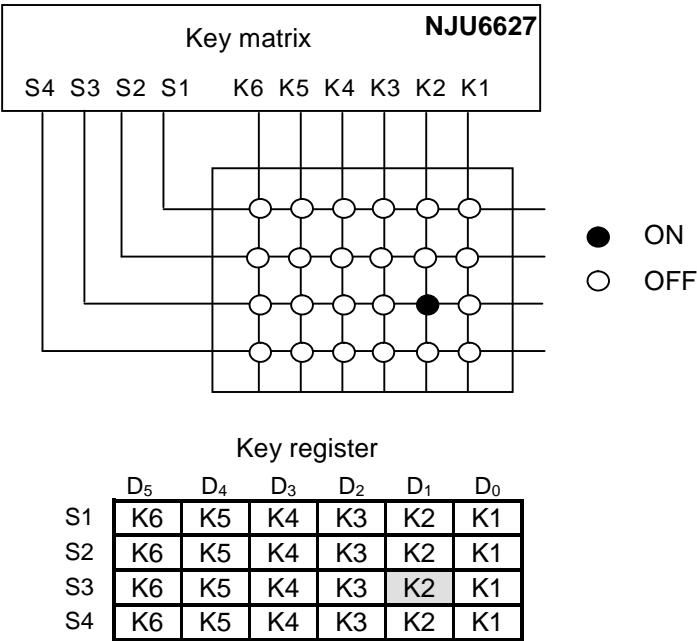 NJU6627
Key matrix
S4 S3 S2 S1 K6 K5 K4 K3 K2 K1
ON
OFF
Key register
D₅ D₄ D₃ D₂ D₁ D₀
S1 K6 K5 K4 K3 K2 K1
S2 K6 K5 K4 K3 K2 K1
S3 K6 K5 K4 K3 K2 K1
S4 K6 K5 K4 K3 K2 K1